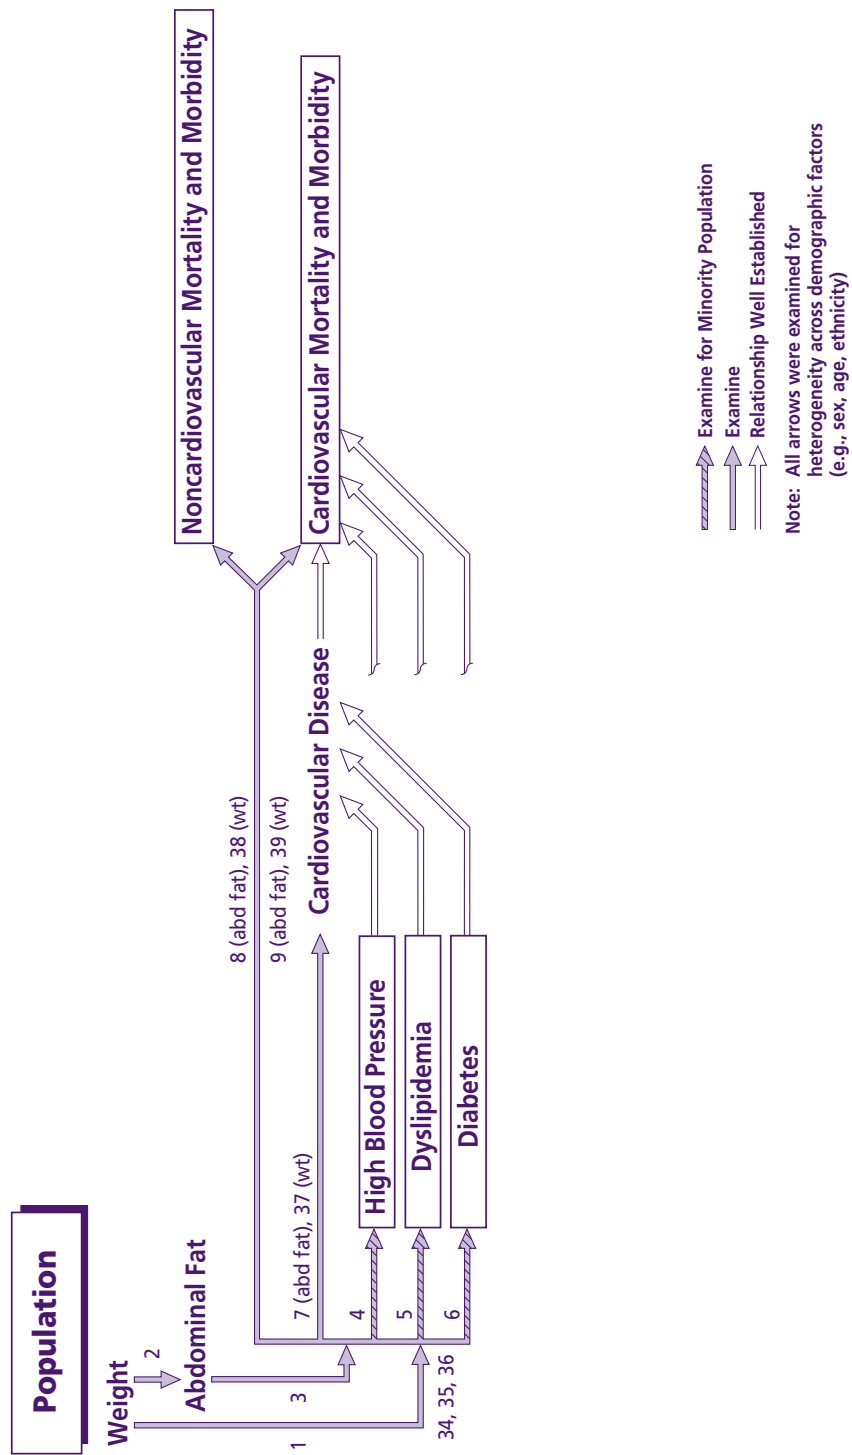 Population
Weight
2
Abdominal Fat
1
3
34, 35, 36
4
5
6
7 (abd fat), 37 (wt)
8 (abd fat), 38 (wt)
9 (abd fat), 39 (wt)
High Blood Pressure
Dyslipidemia
Diabetes
Cardiovascular Disease
Noncardiovascular Mortality and Morbidity
Cardiovascular Mortality and Morbidity
Examine for Minority Population
Examine
Relationship Well Established
Note: All arrows were examined for
heterogeneity across demographic factors
(e.g., sex, age, ethnicity)